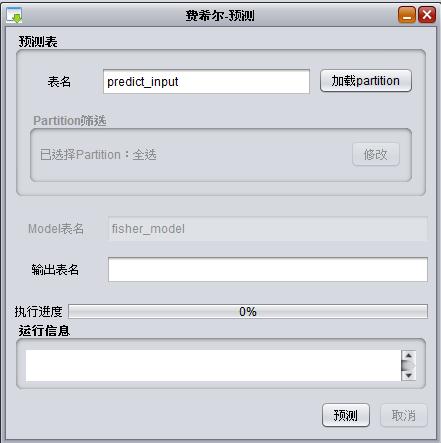 费希尔-预测
预测表
表名 predict_input 加载partition
Partition筛选
已选择Partition：全选 修改
Model表名 fisher_model
输出表名
执行进度 0%
运行信息
预测 取消